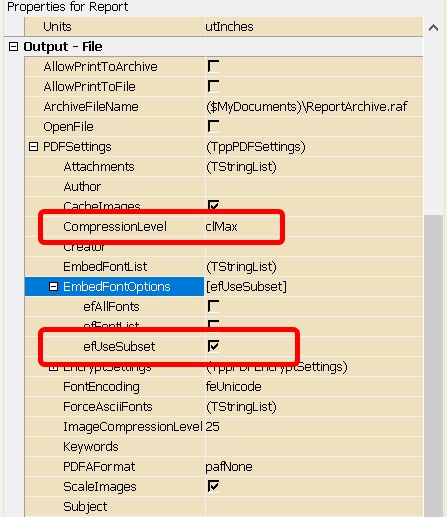 Properties for Report
Units utInches
Output - File
AllowPrintToArchive
AllowPrintToFile
ArchiveFileName ($MyDocuments)\ReportArchive.raf
OpenFile
PDFSettings (TppPDFSettings)
Attachments (TStringList)
Author
CacheImages
CompressionLevel clMax
Creator
EmbedFontList (TStringList)
EmbedFontOptions [efUseSubset]
efAllFonts
efFontList
efUseSubset
EncryptSettings (TppPDFEncryptSettings)
FontEncoding feUnicode
ForceAsciiFonts (TStringList)
ImageCompressionLevel 25
Keywords
PDFAFormat pafNone
ScaleImages
Subject